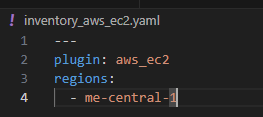 ! inventory_aws_ec2.yaml
1 ---
2 plugin: aws_ec2
3 regions:
4   - me-central-1